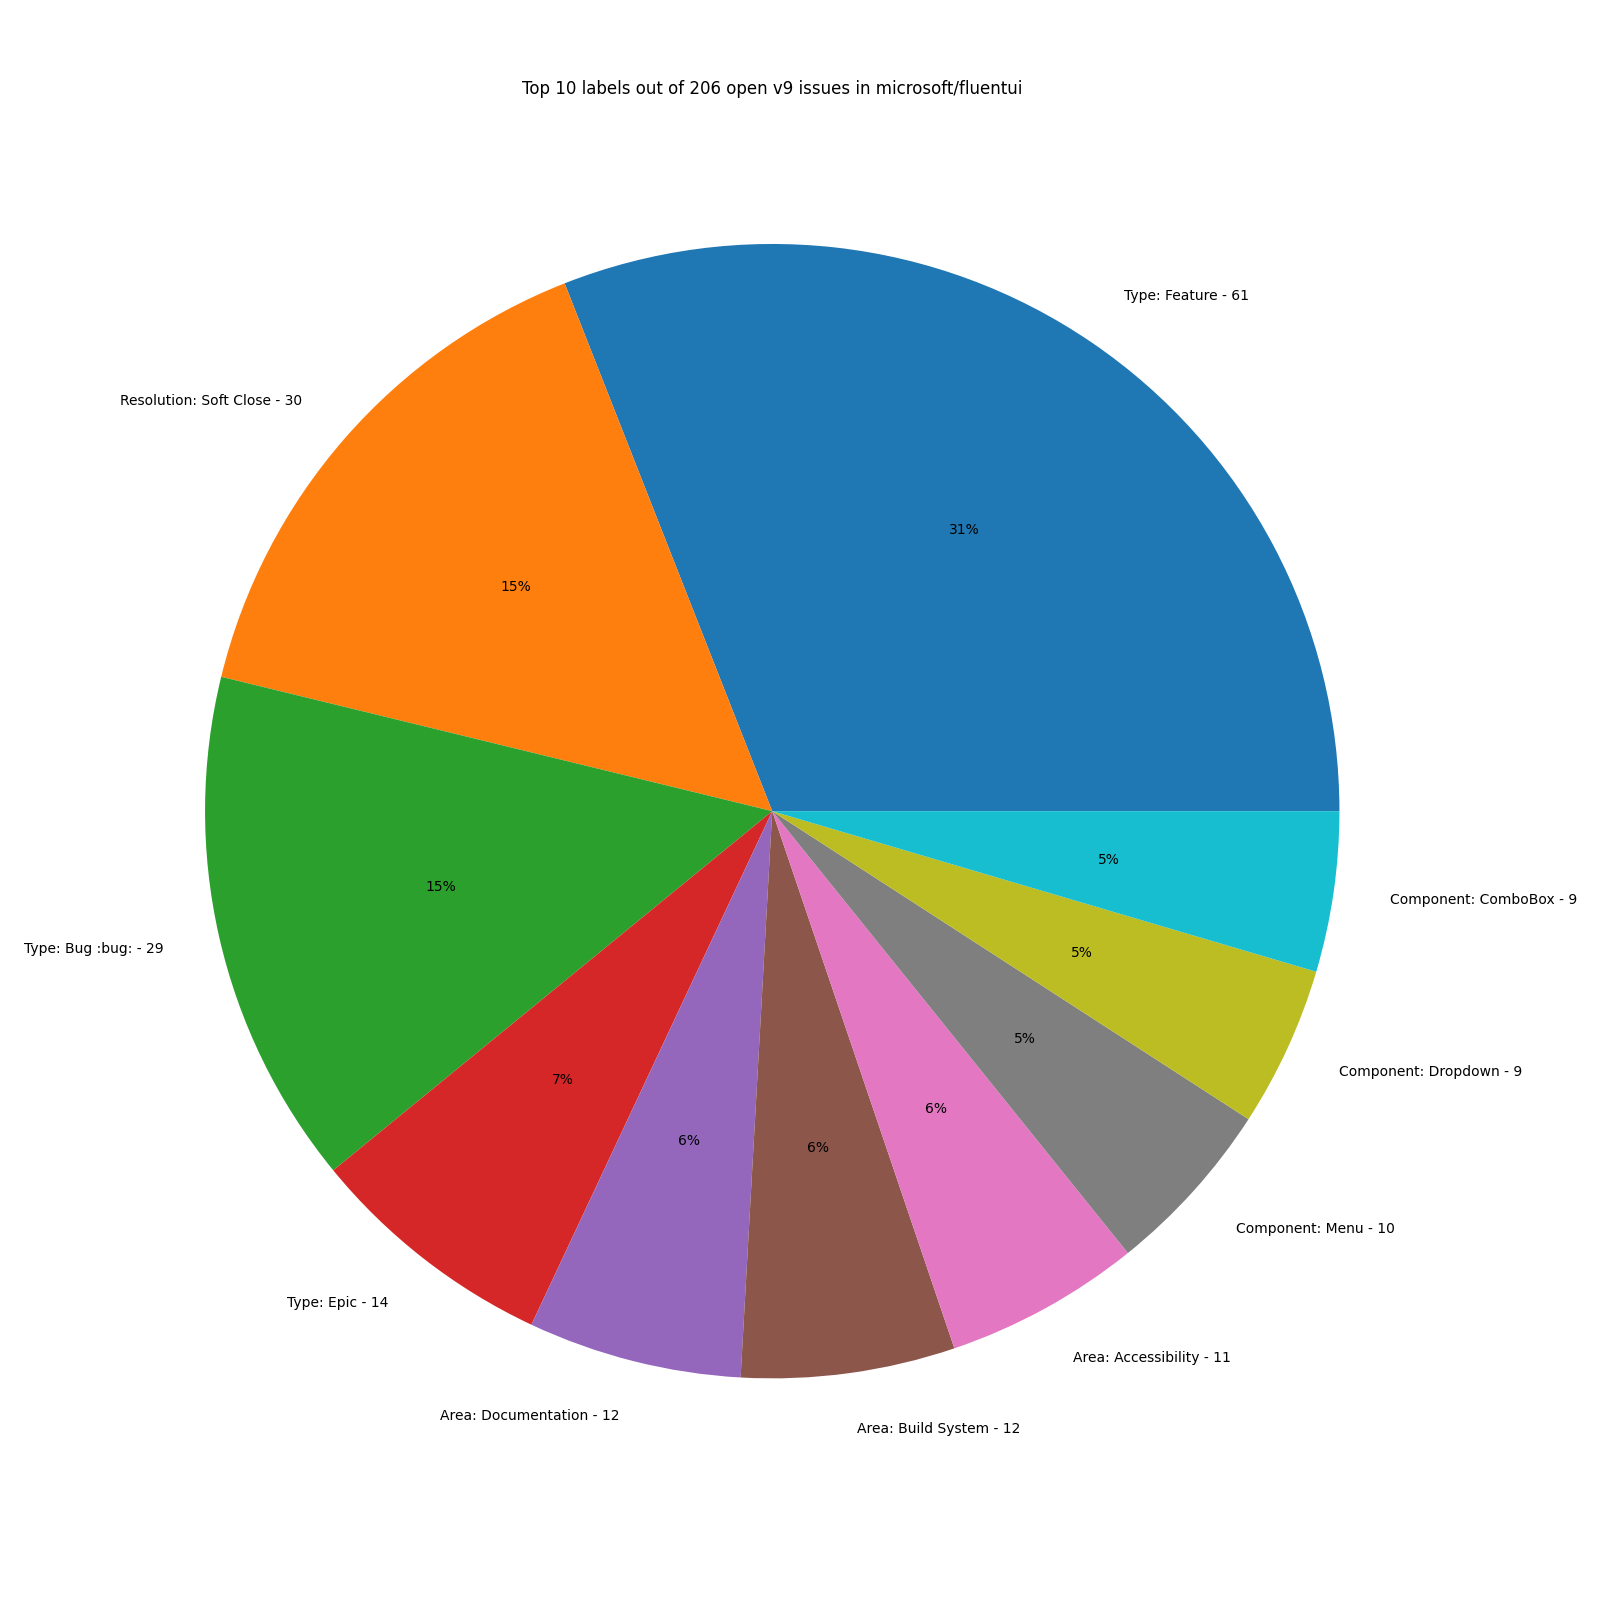 Top 10 labels out of 206 open v9 issues in microsoft/fluentui
Type: Feature - 61
31%
Resolution: Soft Close - 30
15%
Type: Bug :bug: - 29
15%
Type: Epic - 14
7%
Area: Documentation - 12
6%
Area: Build System - 12
6%
Area: Accessibility - 11
6%
Component: Menu - 10
5%
Component: Dropdown - 9
5%
Component: ComboBox - 9
5%